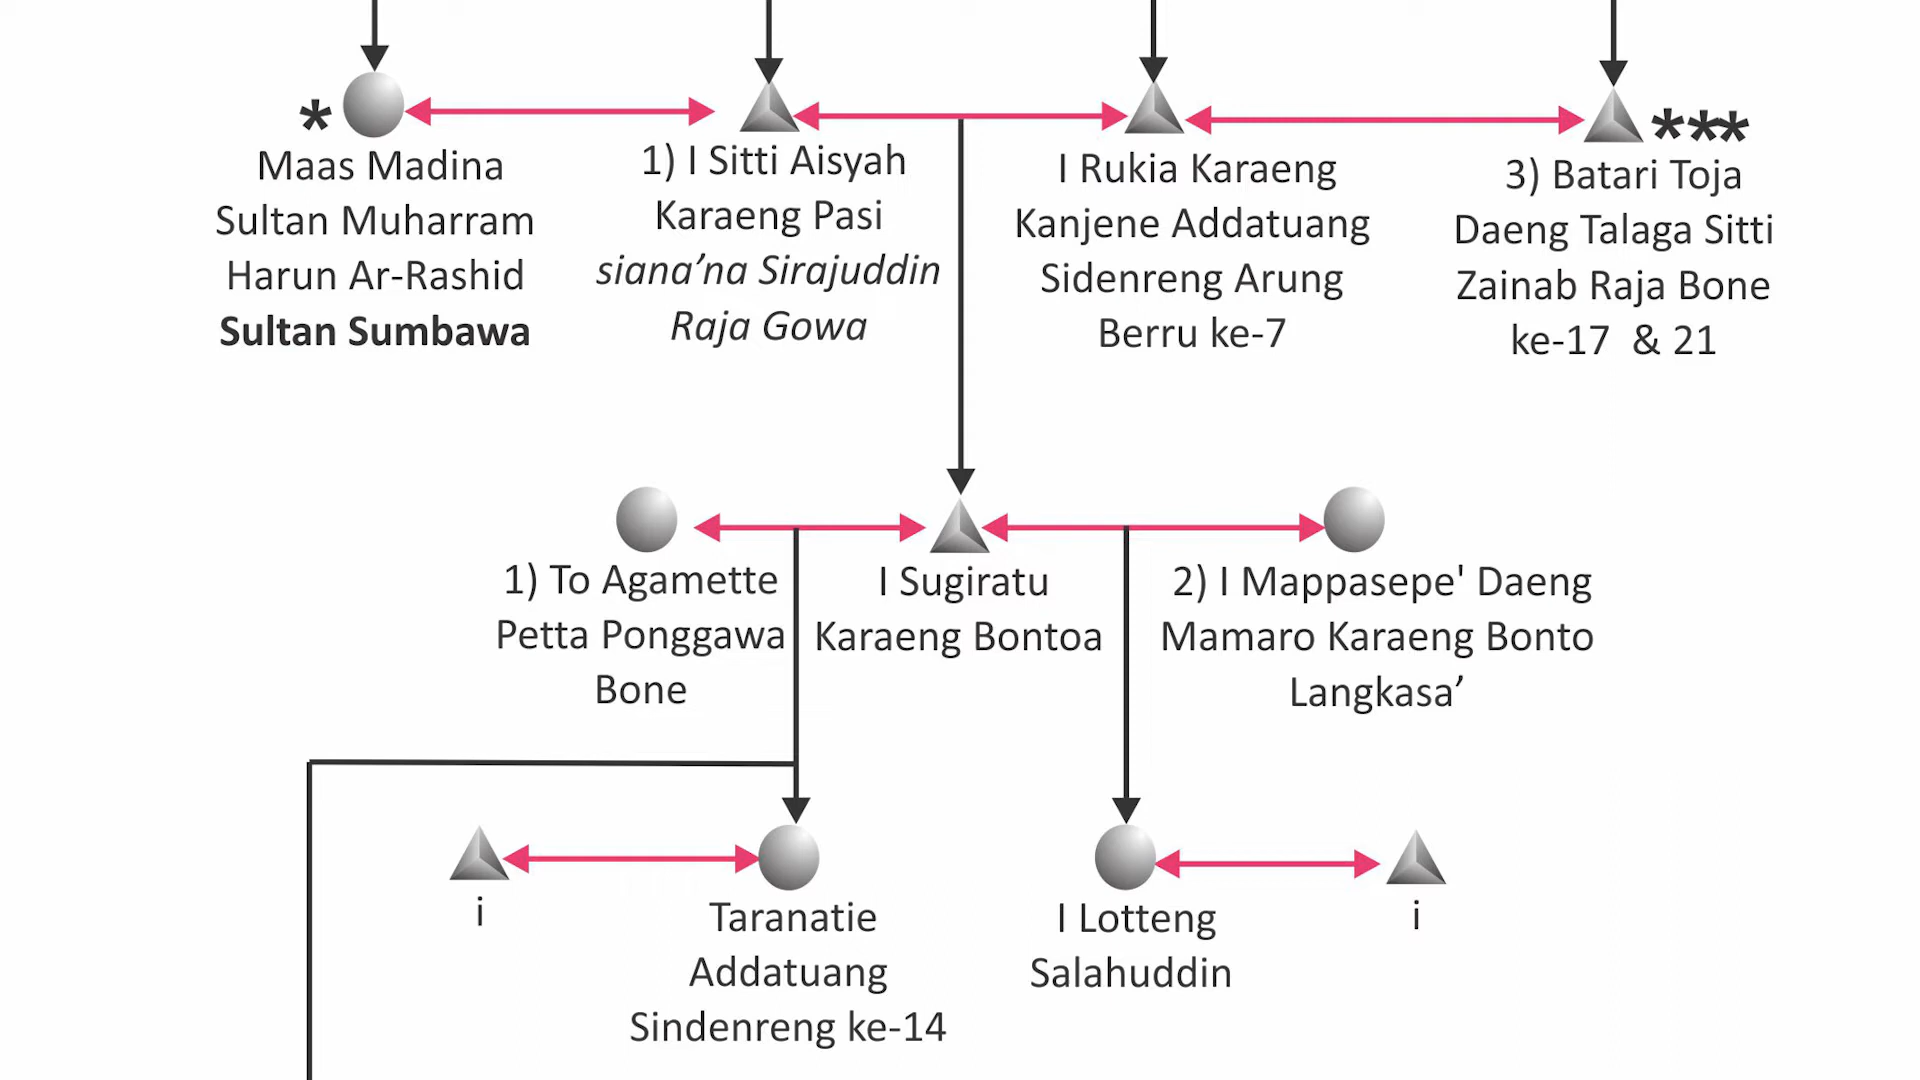 *
Maas Madina
Sultan Muharram
Harun Ar-Rashid
Sultan Sumbawa
1) I Sitti Aisyah
Karaeng Pasi
siana’na Sirajuddin
Raja Gowa
I Rukia Karaeng
Kanjene Addatuang
Sidenreng Arung
Berru ke-7
***
3) Batari Toja
Daeng Talaga Sitti
Zainab Raja Bone
ke-17 & 21
1) To Agamette
Petta Ponggawa
Bone
I Sugiratu
Karaeng Bontoa
2) I Mappasepe' Daeng
Mamaro Karaeng Bonto
Langkasa’
i
Taranatie
Addatuang
Sindenreng ke-14
I Lotteng
Salahuddin
i